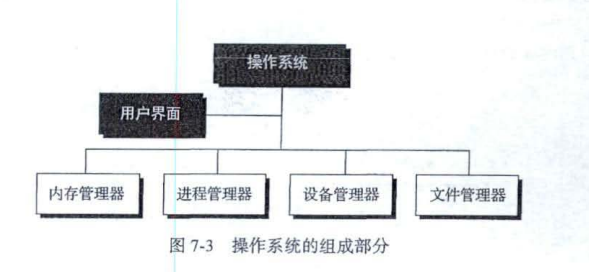 操作系统
用户界面
内存管理器 进程管理器 设备管理器 文件管理器
图 7-3 操作系统的组成部分